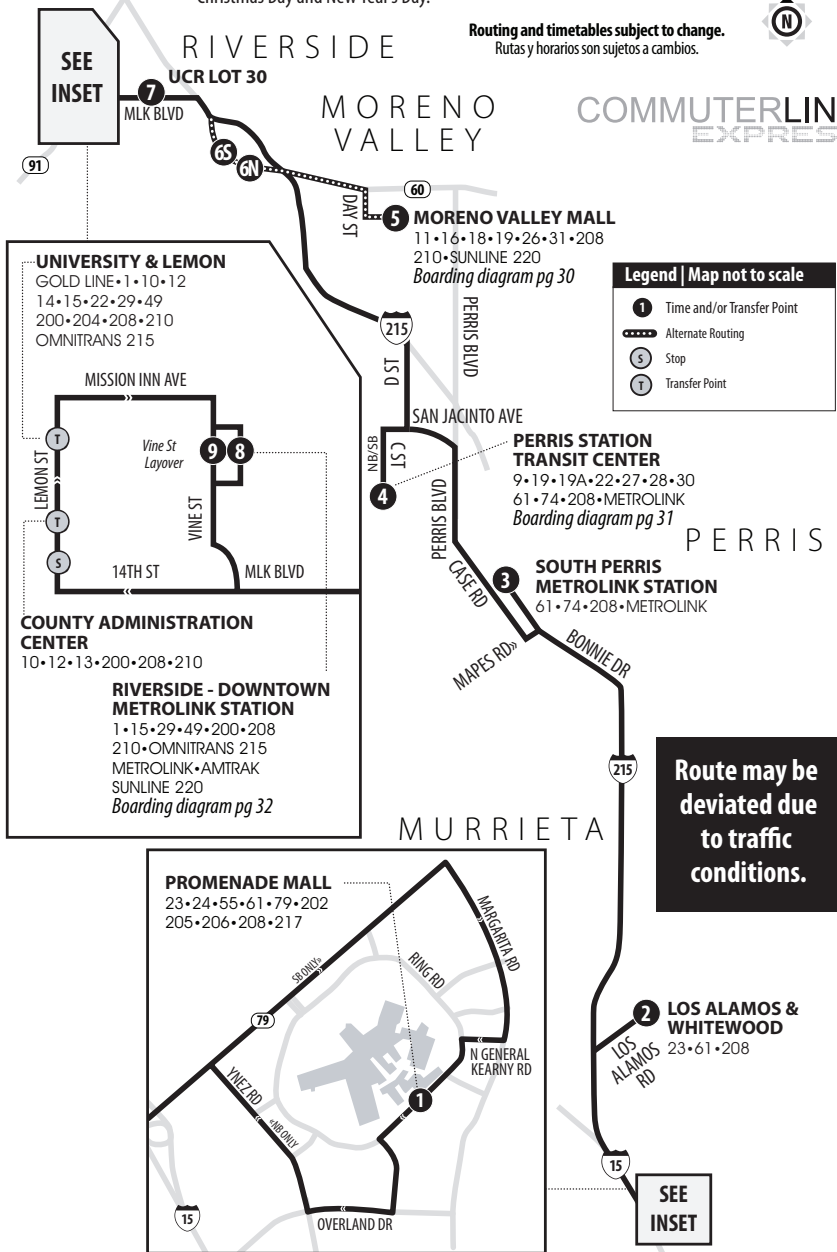 Christmas Day and New Year's Day.
Routing and timetables subject to change.
Rutas y horarios son sujetos a cambios.
N
COMMUTERLIN
EXPRES
RIVERSIDE
SEE
INSET
7
UCR LOT 30
MLK BLVD
MORENO
VALLEY
91
6S
6N
60
DAY ST
5
MORENO VALLEY MALL
11•16•18•19•26•31•208
210•SUNLINE 220
Boarding diagram pg 30
Legend | Map not to scale
1 Time and/or Transfer Point
Alternate Routing
S Stop
T Transfer Point
UNIVERSITY & LEMON
GOLD LINE•1•10•12
14•15•22•29•49
200•204•208•210
OMNITRANS 215
MISSION INN AVE
T
LEMON ST
Vine St
Layover
9
8
VINE ST
T
S
14TH ST
MLK BLVD
COUNTY ADMINISTRATION
CENTER
10•12•13•200•208•210
RIVERSIDE - DOWNTOWN
METROLINK STATION
1•15•29•49•200•208
210•OMNITRANS 215
METROLINK•AMTRAK
SUNLINE 220
Boarding diagram pg 32
215
D ST
PERRIS BLVD
SAN JACINTO AVE
NB/SB
C ST
4
PERRIS STATION
TRANSIT CENTER
9•19•19A•22•27•28•30
61•74•208•METROLINK
Boarding diagram pg 31
PERRIS BLVD
PERRIS
CASE RD
3
SOUTH PERRIS
METROLINK STATION
61•74•208•METROLINK
MAPES RD»
BONNIE DR
215
Route may be
deviated due
to traffic
conditions.
MURRIETA
PROMENADE MALL
23•24•55•61•79•202
205•206•208•217
MARGARITA RD
SB ONLY»
RING RD
79
N GENERAL
KEARNY RD
YNEZ RD
«NB ONLY
1
15
OVERLAND DR
2
LOS ALAMOS &
WHITEWOOD
23•61•208
LOS
ALAMOS
RD
15
SEE
INSET